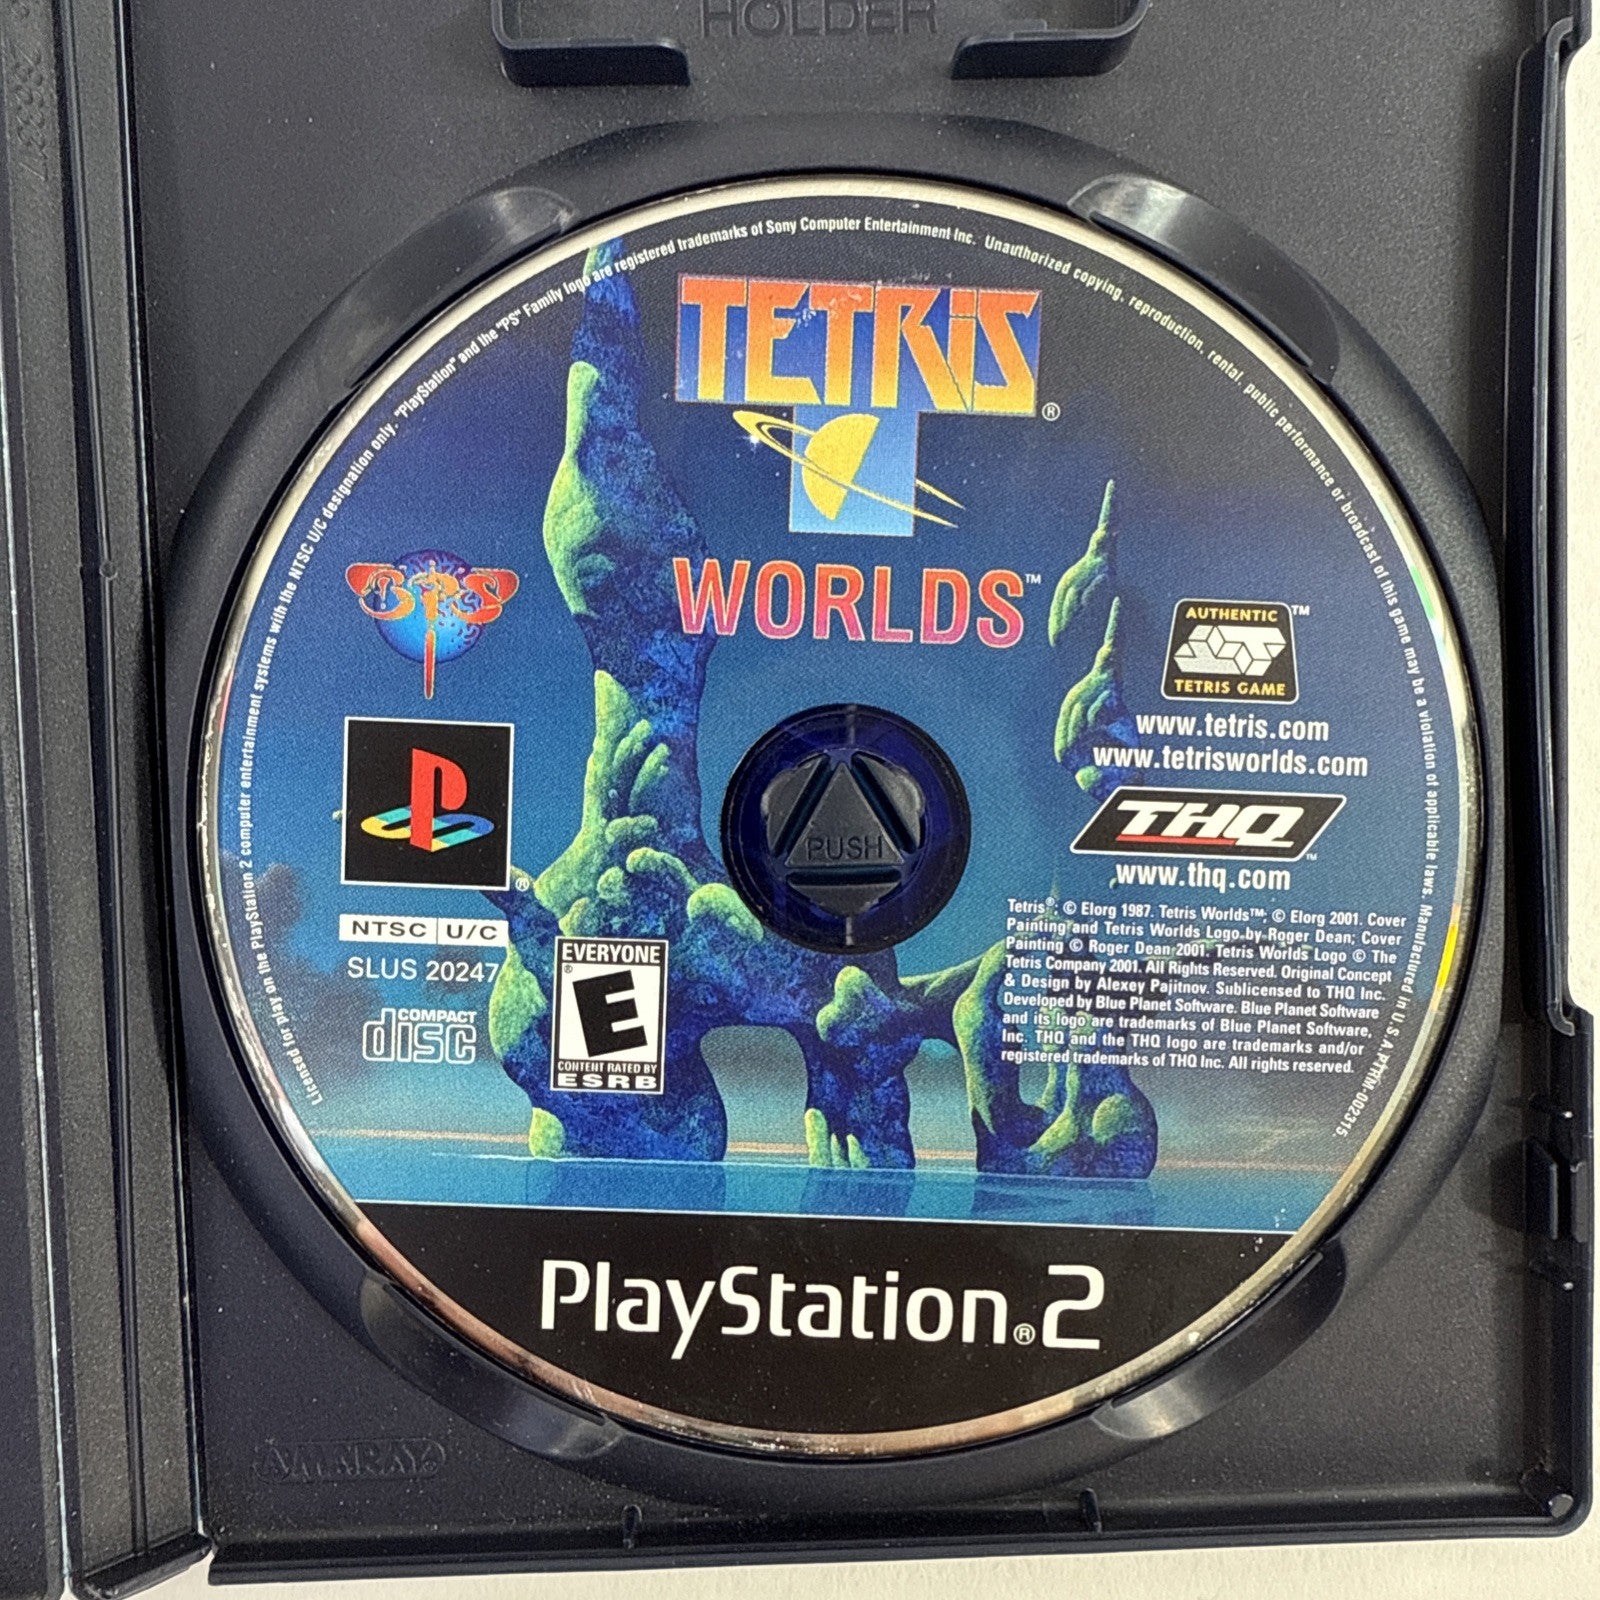 HOLDER
Licensed for play on the PlayStation 2 computer entertainment systems with the NTSC U/C designation only. "PlayStation" and the "PS" Family logo are registered trademarks of Sony Computer Entertainment Inc. Unauthorized copying, reproduction, rental, public performance or broadcast of this game may be a violation of applicable laws. Manufactured in U.S.A. PTRM-002315
TETRIS®
WORLDS™
BPS
AUTHENTIC™
TETRIS GAME
www.tetris.com
www.tetrisworlds.com
THQ™
www.thq.com
PUSH
®
NTSC U/C
SLUS 20247
COMPACT
disc
EVERYONE
®
E
CONTENT RATED BY
ESRB
Tetris®; © Elorg 1987. Tetris Worlds™; © Elorg 2001. Cover
Painting and Tetris Worlds Logo by Roger Dean; Cover
Painting © Roger Dean 2001. Tetris Worlds Logo © The
Tetris Company 2001. All Rights Reserved. Original Concept
& Design by Alexey Pajitnov. Sublicensed to THQ Inc.
Developed by Blue Planet Software. Blue Planet Software
and its logo are trademarks of Blue Planet Software,
Inc. THQ and the THQ logo are trademarks and/or
registered trademarks of THQ Inc. All rights reserved.
PlayStation®2
AMARAY